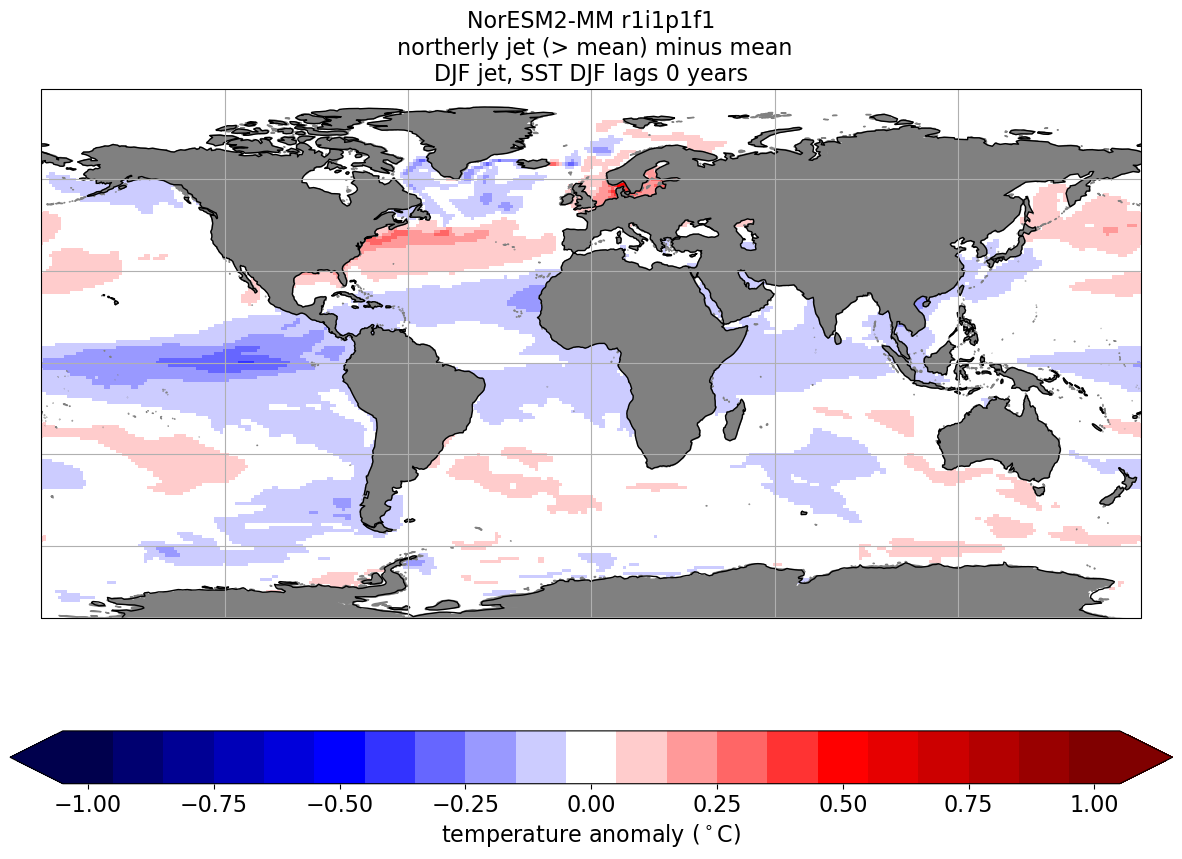 NorESM2-MM r1i1p1f1
northerly jet (> mean) minus mean
DJF jet, SST DJF lags 0 years
−1.00 −0.75 −0.50 −0.25 0.00 0.25 0.50 0.75 1.00
temperature anomaly (°C)